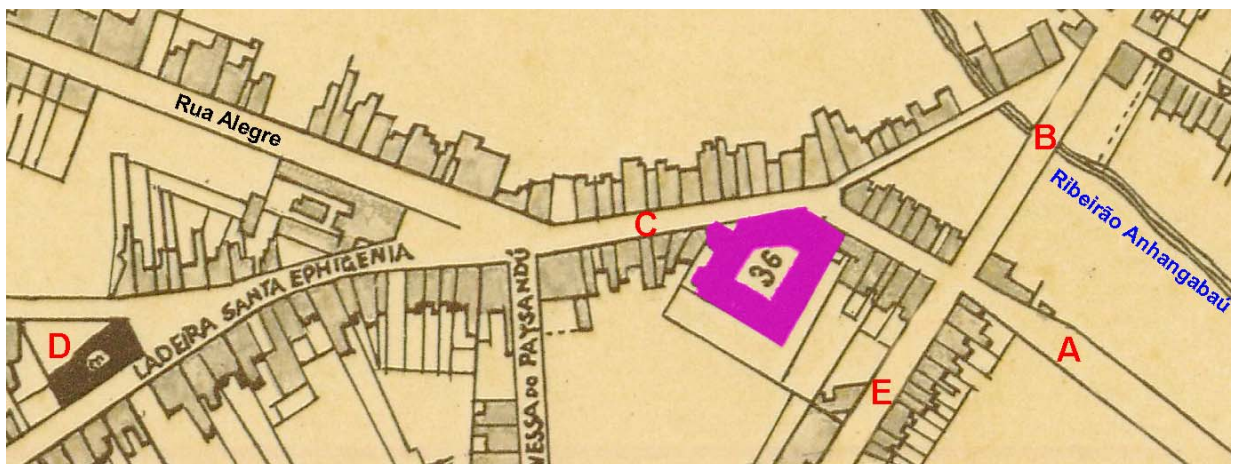 Rua Alegre
B
Ribeirão Anhangabaú
C
36
LADEIRA SANTA EPHIGENIA
VESSA DO PAYSANDÚ
D
m
A
E